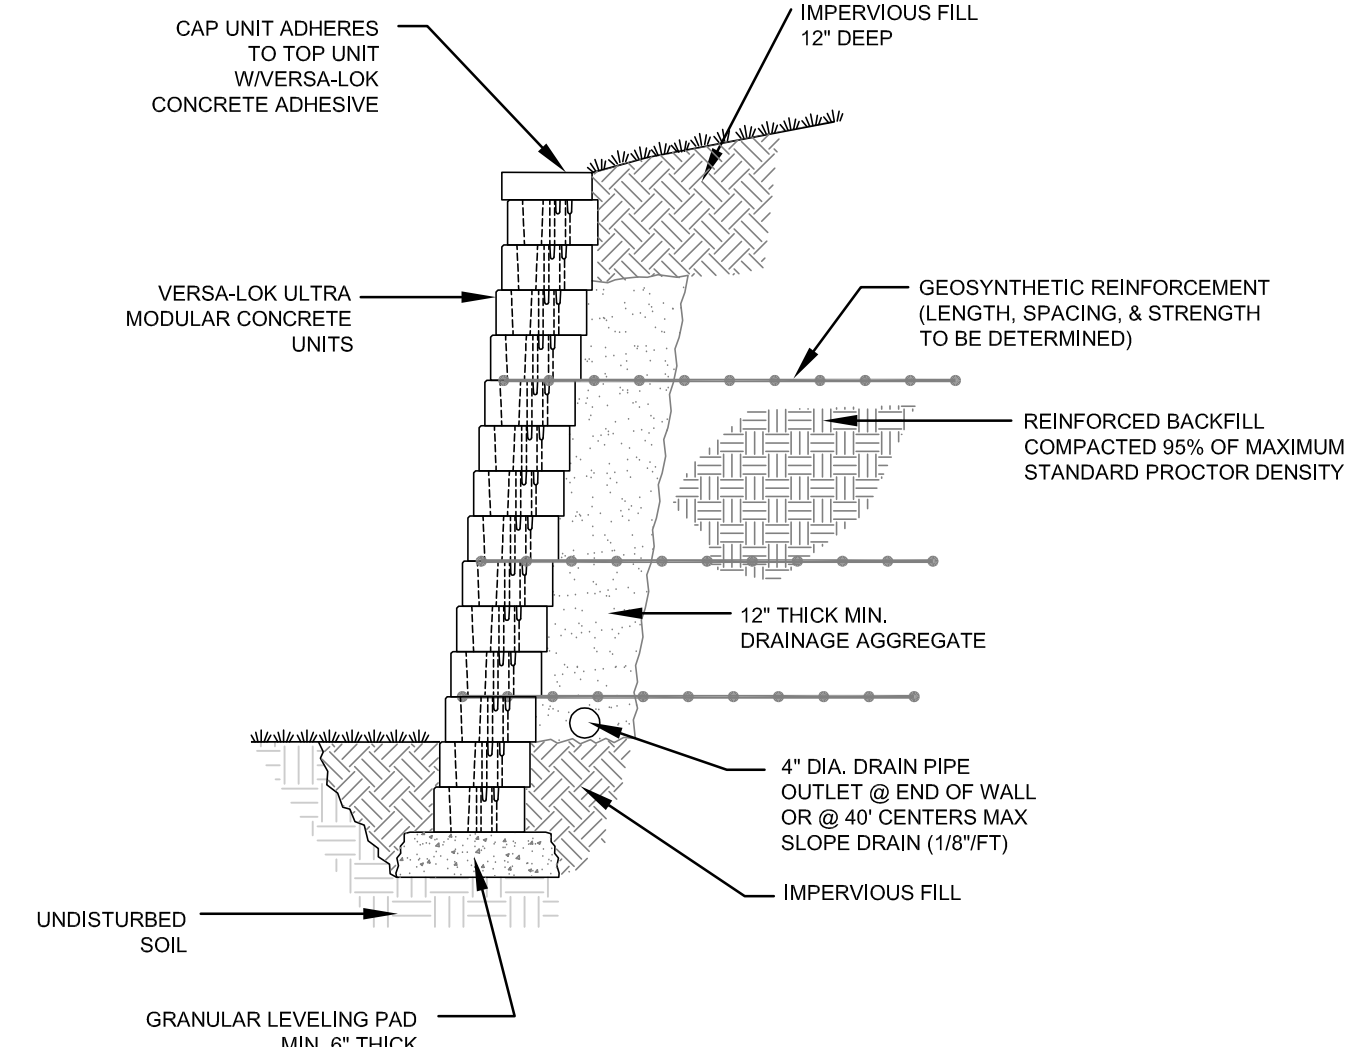 CAP UNIT ADHERES
TO TOP UNIT
W/VERSA-LOK
CONCRETE ADHESIVE
IMPERVIOUS FILL
12" DEEP
VERSA-LOK ULTRA
MODULAR CONCRETE
UNITS
GEOSYNTHETIC REINFORCEMENT
(LENGTH, SPACING, & STRENGTH
TO BE DETERMINED)
REINFORCED BACKFILL
COMPACTED 95% OF MAXIMUM
STANDARD PROCTOR DENSITY
12" THICK MIN.
DRAINAGE AGGREGATE
4" DIA. DRAIN PIPE
OUTLET @ END OF WALL
OR @ 40' CENTERS MAX
SLOPE DRAIN (1/8"/FT)
IMPERVIOUS FILL
UNDISTURBED
SOIL
GRANULAR LEVELING PAD
MIN. 6" THICK